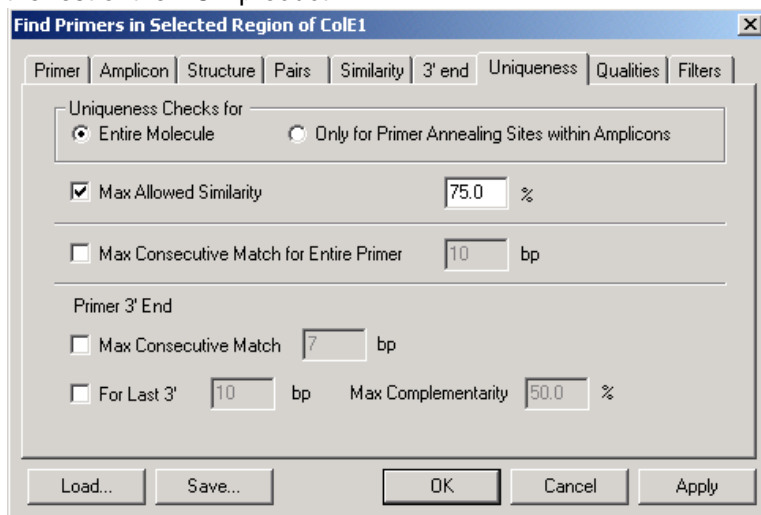 Find Primers in Selected Region of ColE1
Primer Amplicon Structure Pairs Similarity 3' end Uniqueness Qualities Filters
Uniqueness Checks for
Entire Molecule Only for Primer Annealing Sites within Amplicons
Max Allowed Similarity 75.0 %
Max Consecutive Match for Entire Primer 10 bp
Primer 3' End
Max Consecutive Match 7 bp
For Last 3' 10 bp Max Complementarity 50.0 %
Load... Save... OK Cancel Apply